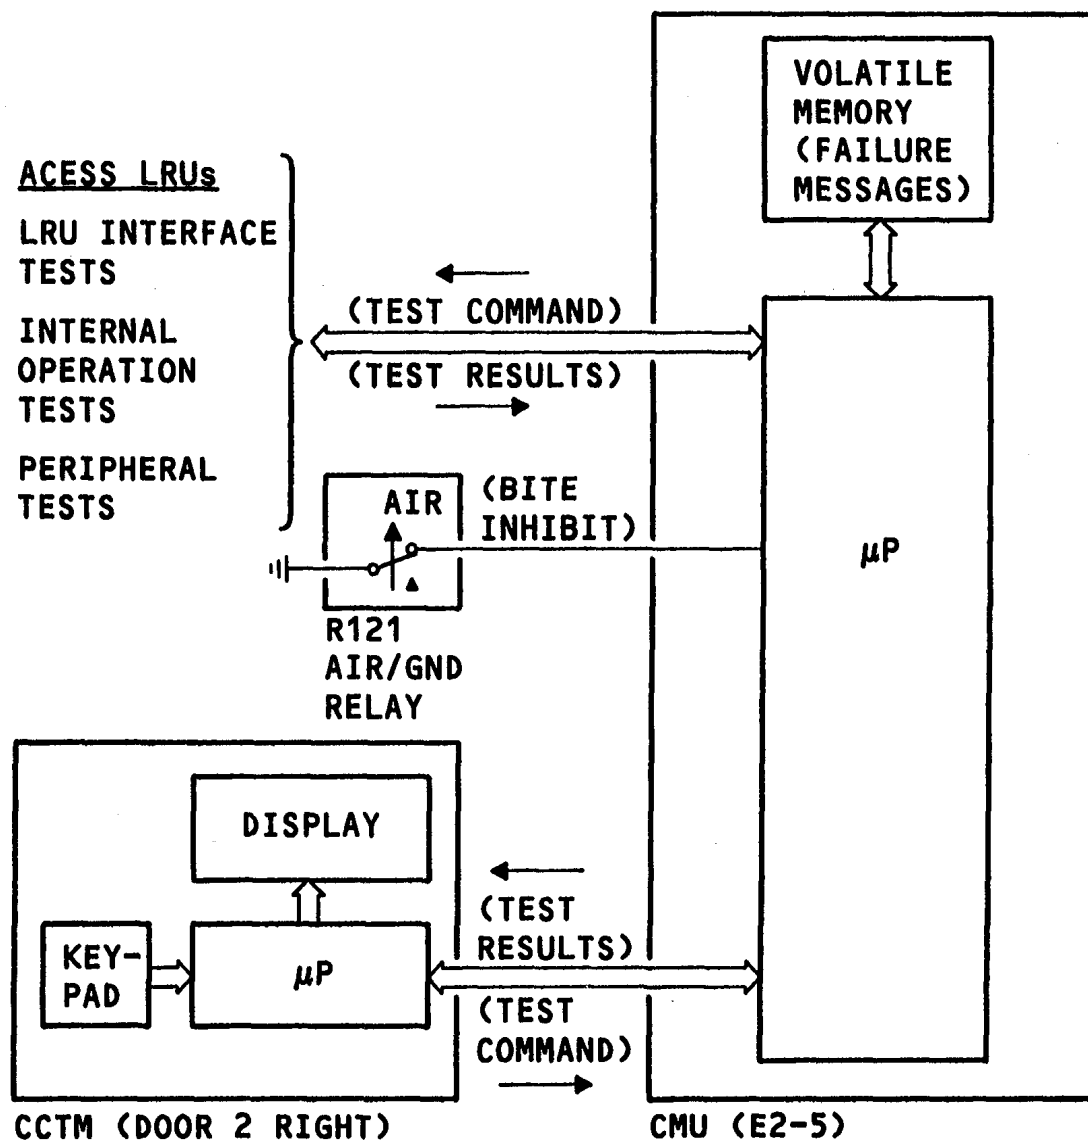 VOLATILE
MEMORY
(FAILURE
MESSAGES)
ACESS LRUs
LRU INTERFACE
TESTS
INTERNAL
OPERATION
TESTS
PERIPHERAL
TESTS
(TEST COMMAND)
(TEST RESULTS)
AIR
(BITE
INHIBIT)
R121
AIR/GND
RELAY
µP
DISPLAY
KEY-
PAD
µP
(TEST
RESULTS)
(TEST
COMMAND)
CCTM (DOOR 2 RIGHT)
CMU (E2-5)